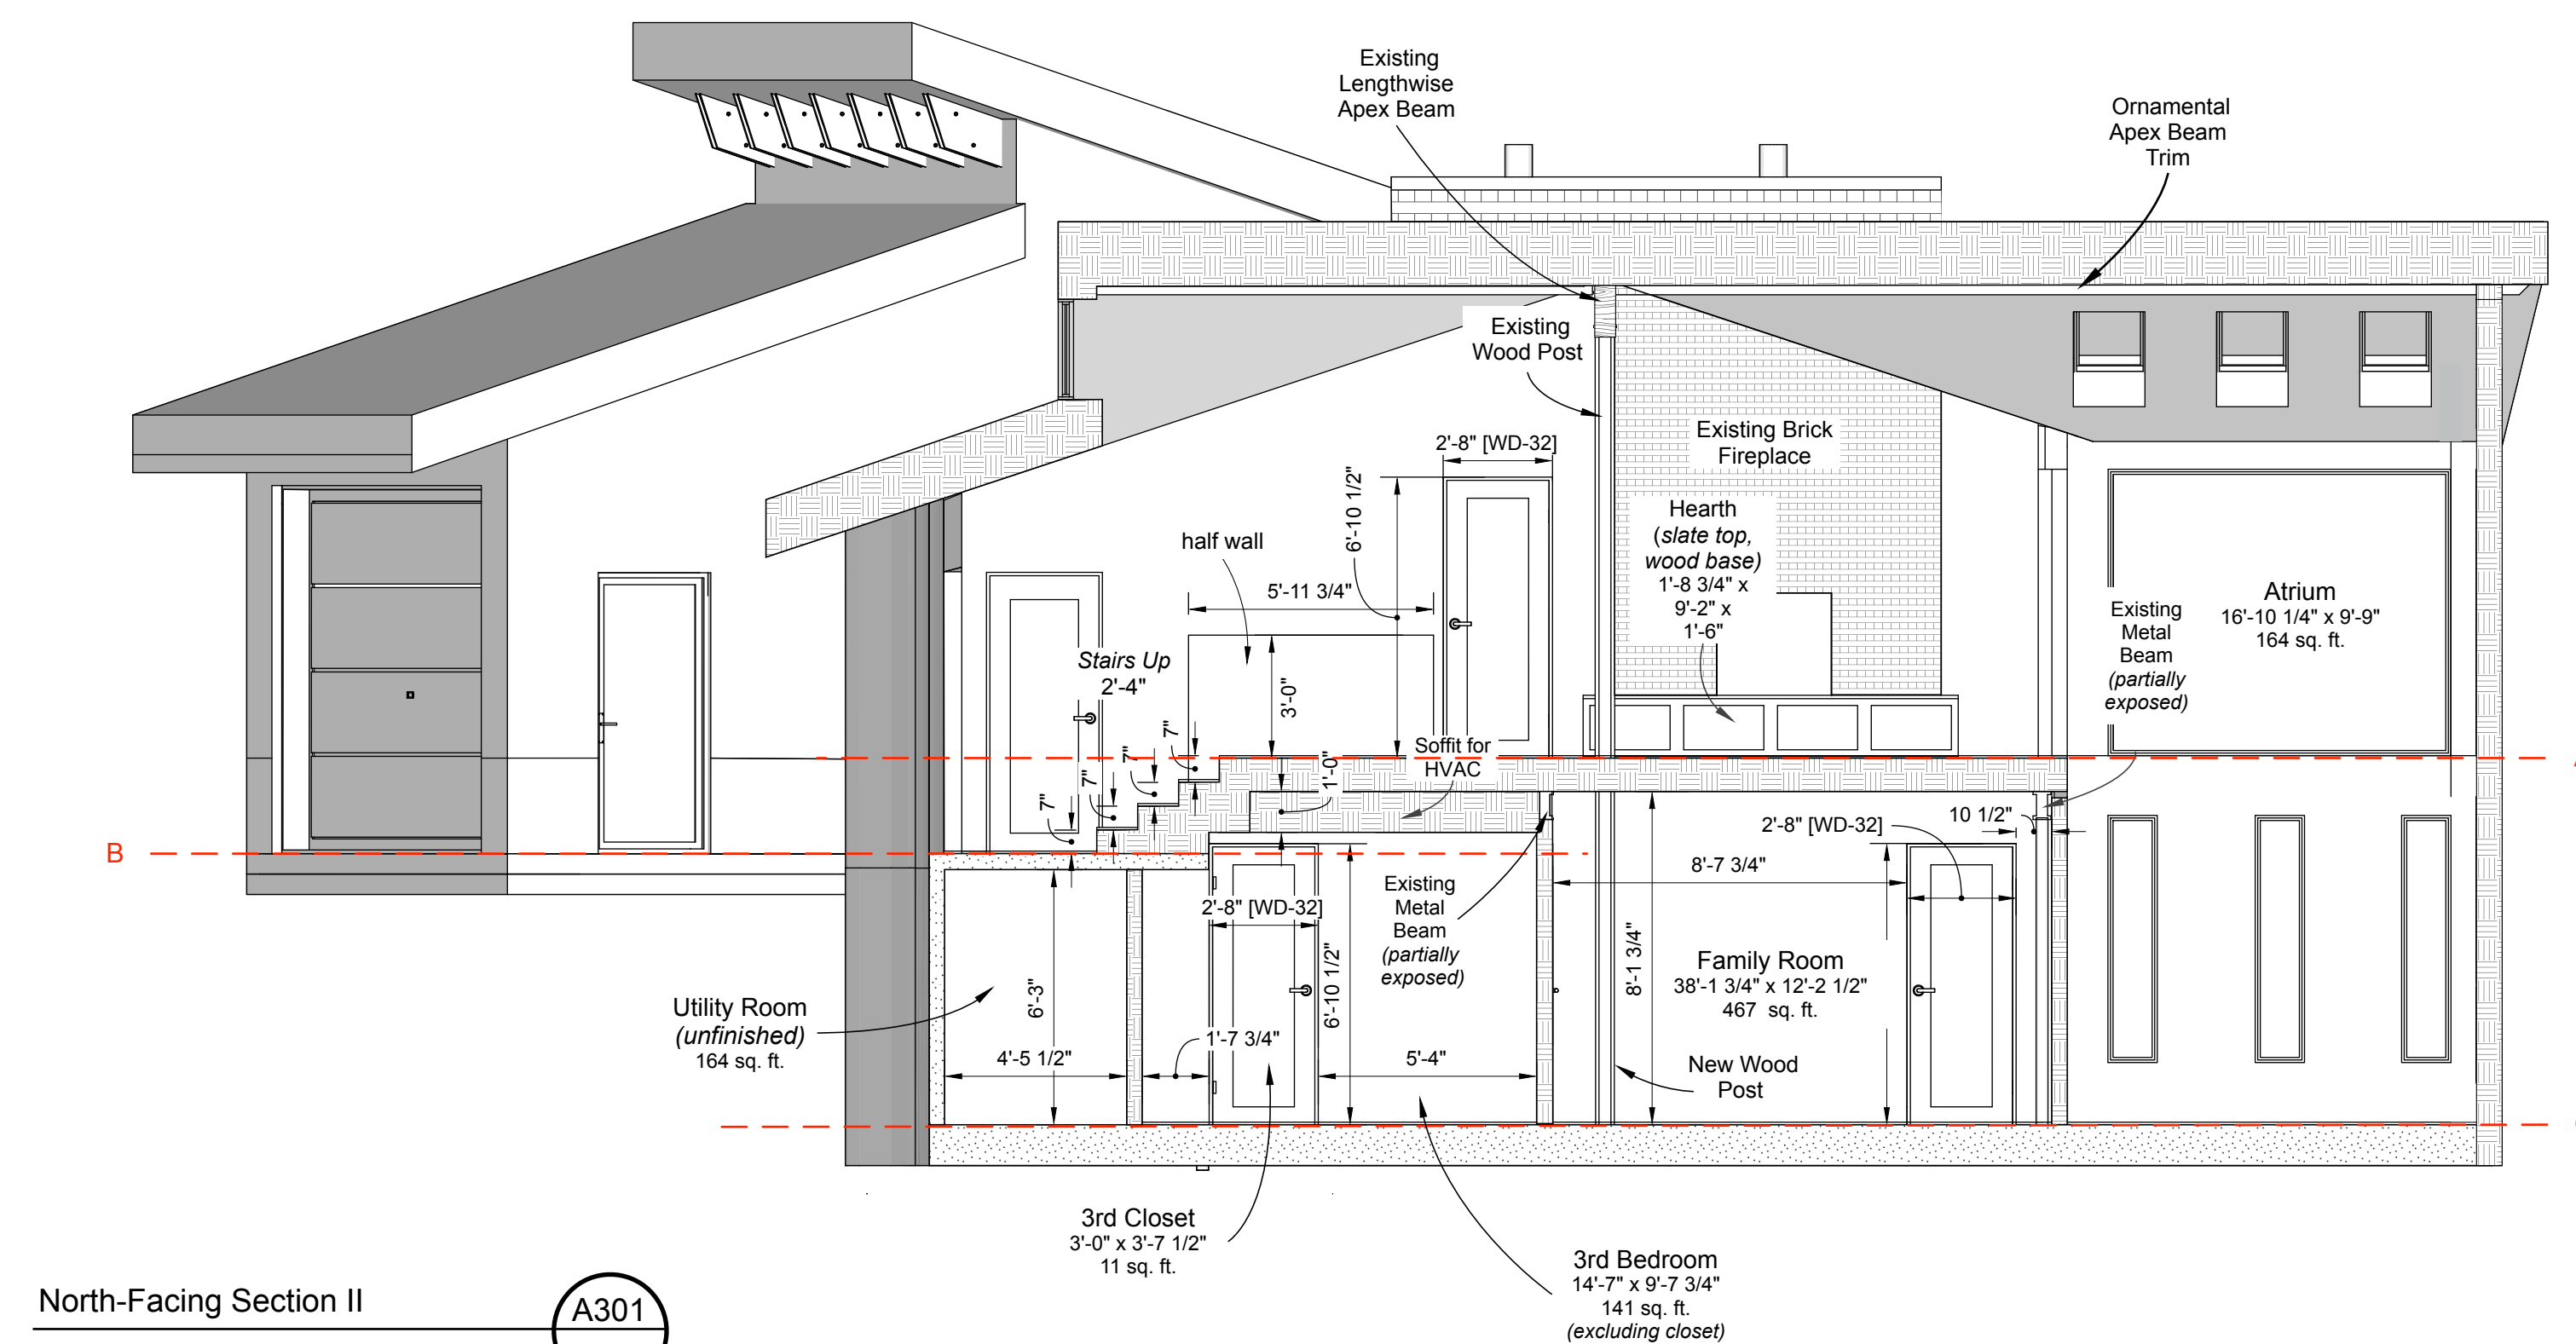 Existing
Lengthwise
Apex Beam
Ornamental
Apex Beam
Trim
Existing
Wood Post
2'-8" [WD-32]
Existing Brick
Fireplace
6'-10 1/2"
Hearth
(slate top,
wood base)
1'-8 3/4" x
9'-2" x
1'-6"
half wall
5'-11 3/4"
Atrium
16'-10 1/4" x 9'-9"
164 sq. ft.
Existing
Metal
Beam
(partially
exposed)
Stairs Up
2'-4"
3'-0"
7"
7"
7"
7"
Soffit for
HVAC
1'-0"
B
2'-8" [WD-32]
10 1/2"
8'-7 3/4"
Existing
Metal
Beam
(partially
exposed)
2'-8" [WD-32]
6'-3"
6'-10 1/2"
8'-1 3/4"
Family Room
38'-1 3/4" x 12'-2 1/2"
467 sq. ft.
Utility Room
(unfinished)
164 sq. ft.
4'-5 1/2"
1'-7 3/4"
5'-4"
New Wood
Post
3rd Closet
3'-0" x 3'-7 1/2"
11 sq. ft.
3rd Bedroom
14'-7" x 9'-7 3/4"
141 sq. ft.
(excluding closet)
North-Facing Section II
A301